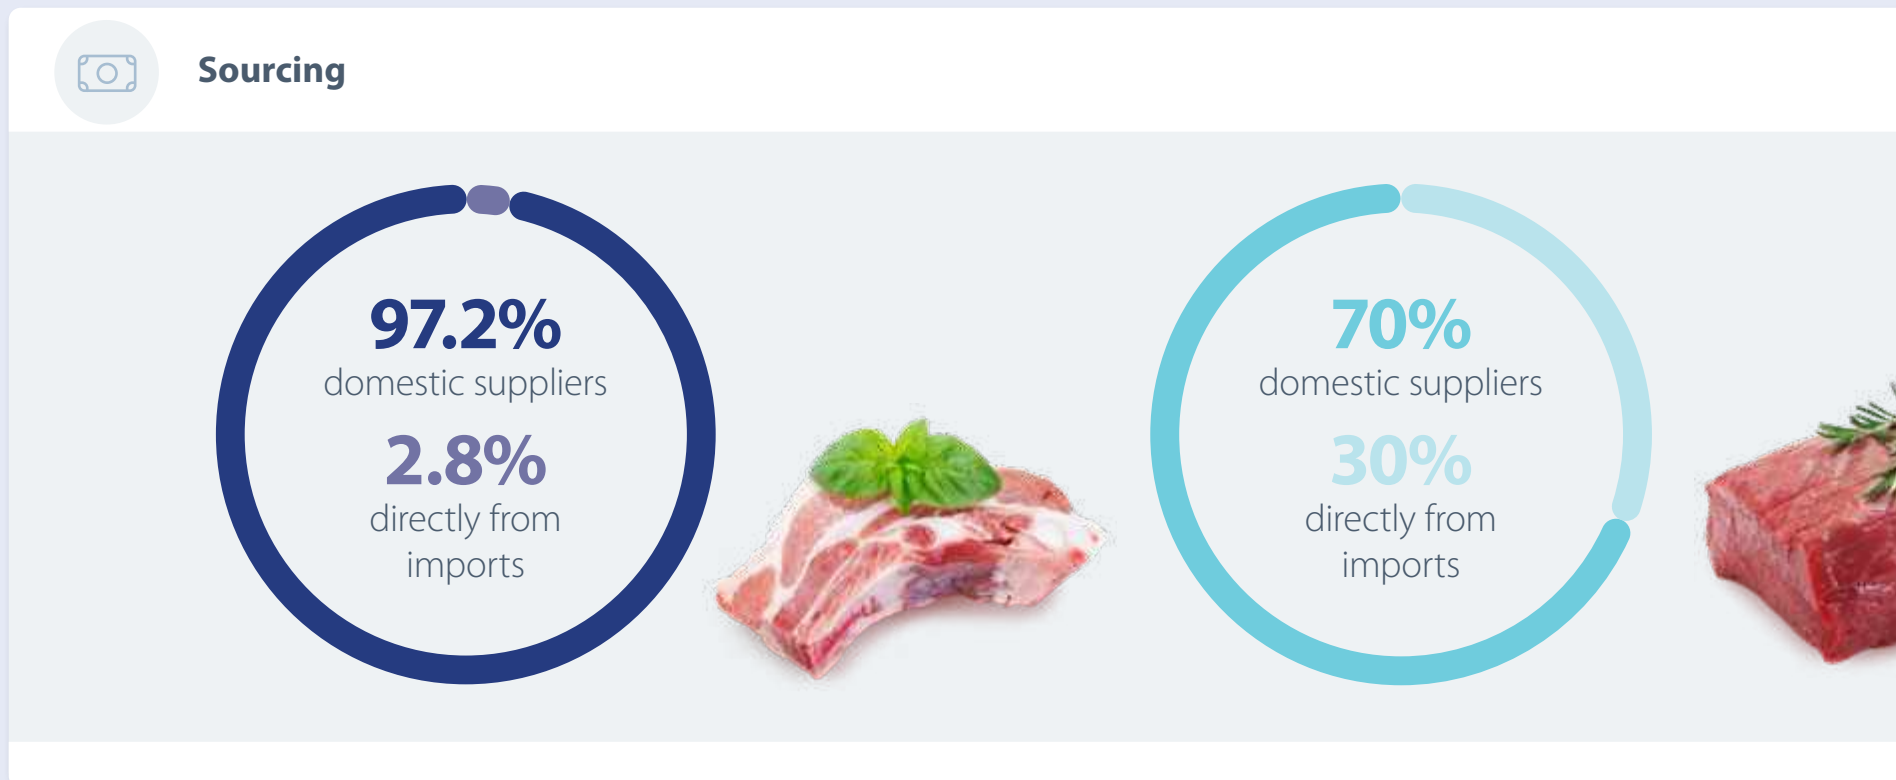 Sourcing
97.2%
domestic suppliers
2.8%
directly from
imports
70%
domestic suppliers
30%
directly from
imports